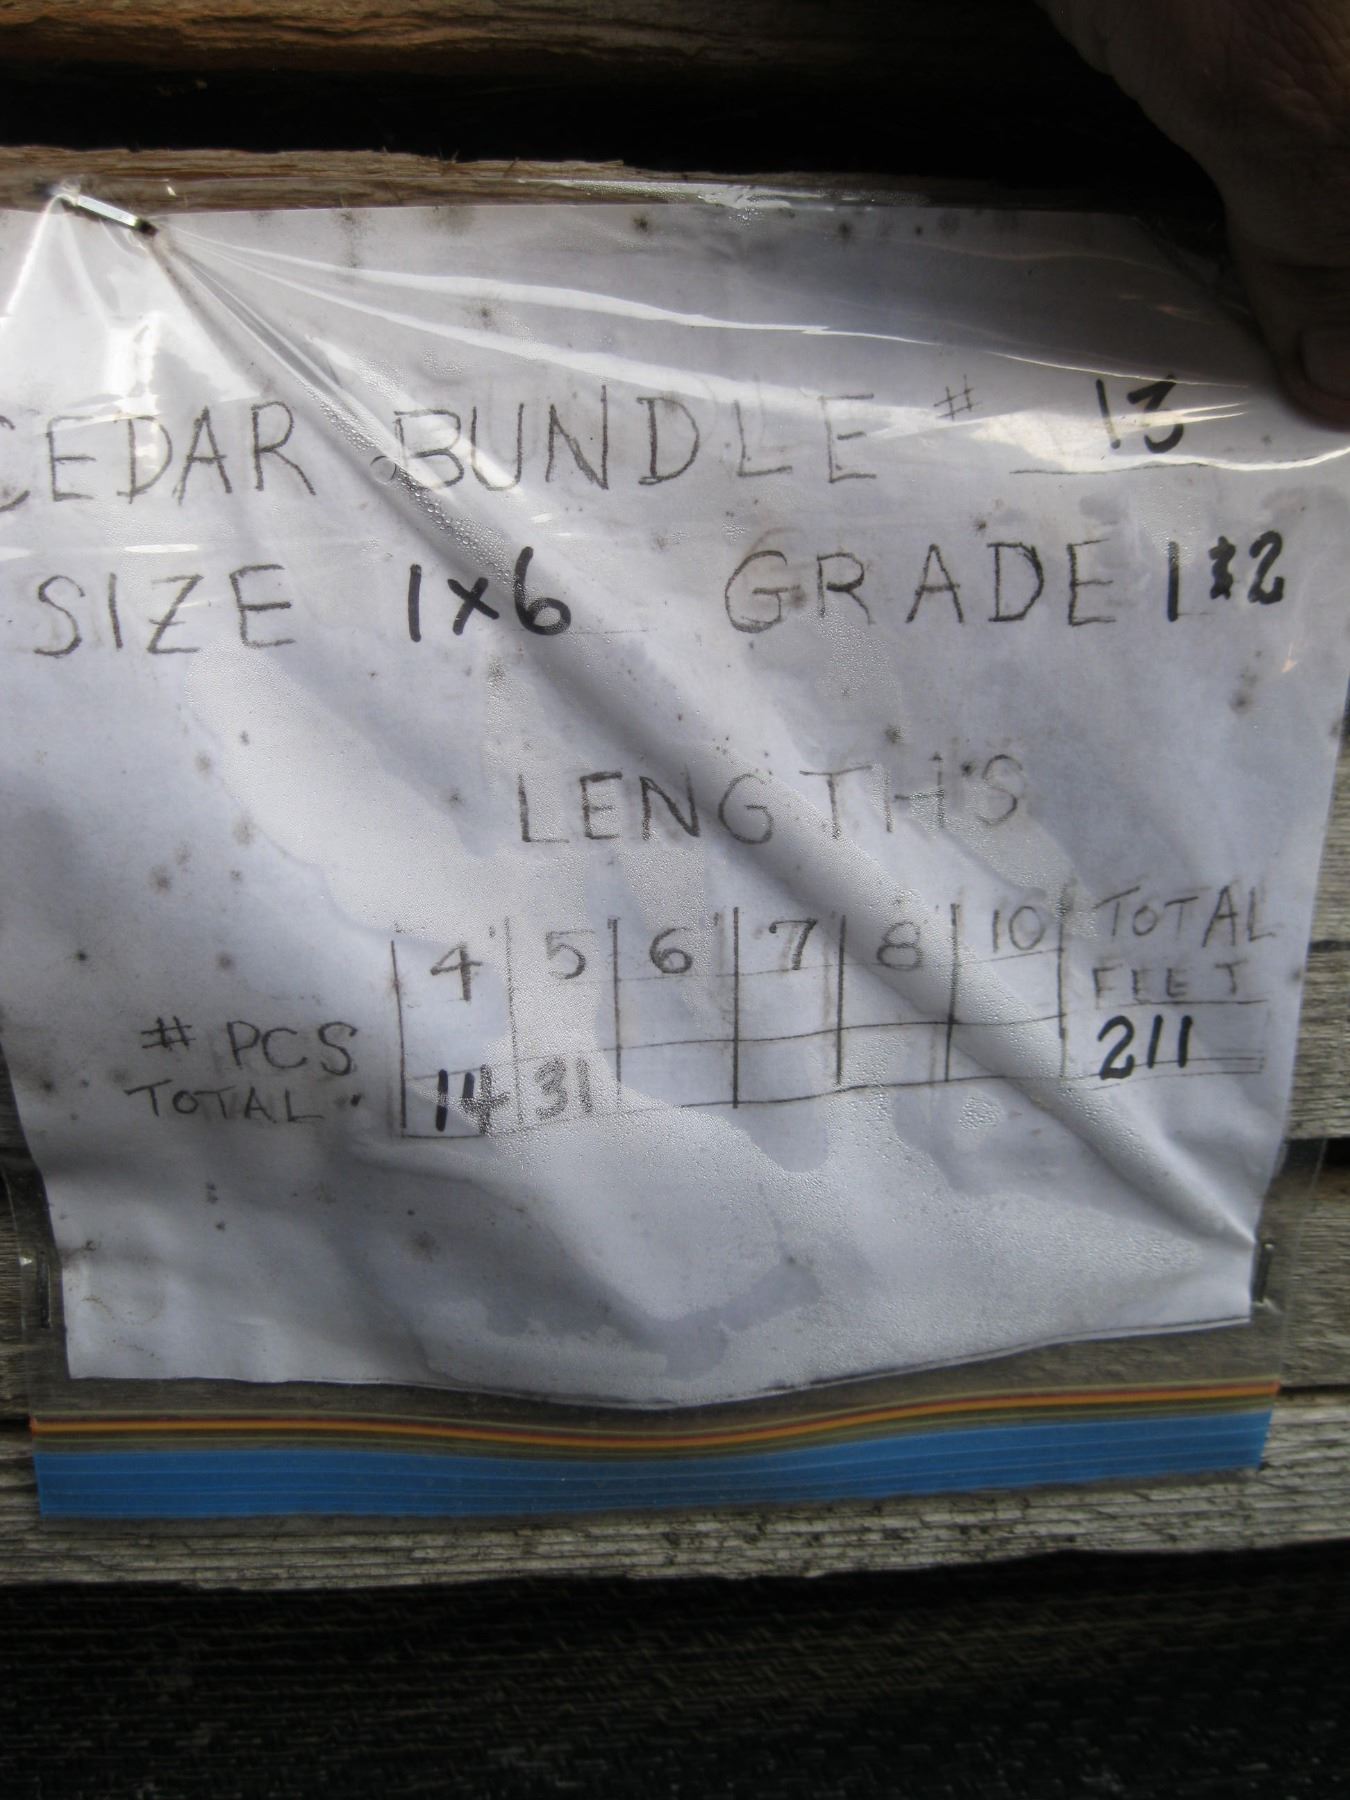 CEDAR BUNDLE # 13
SIZE 1x6 GRADE 1&2
LENGTH'S
4' 5' 6' 7' 8' 10' TOTAL FEET
# PCS
TOTAL 14 31 211